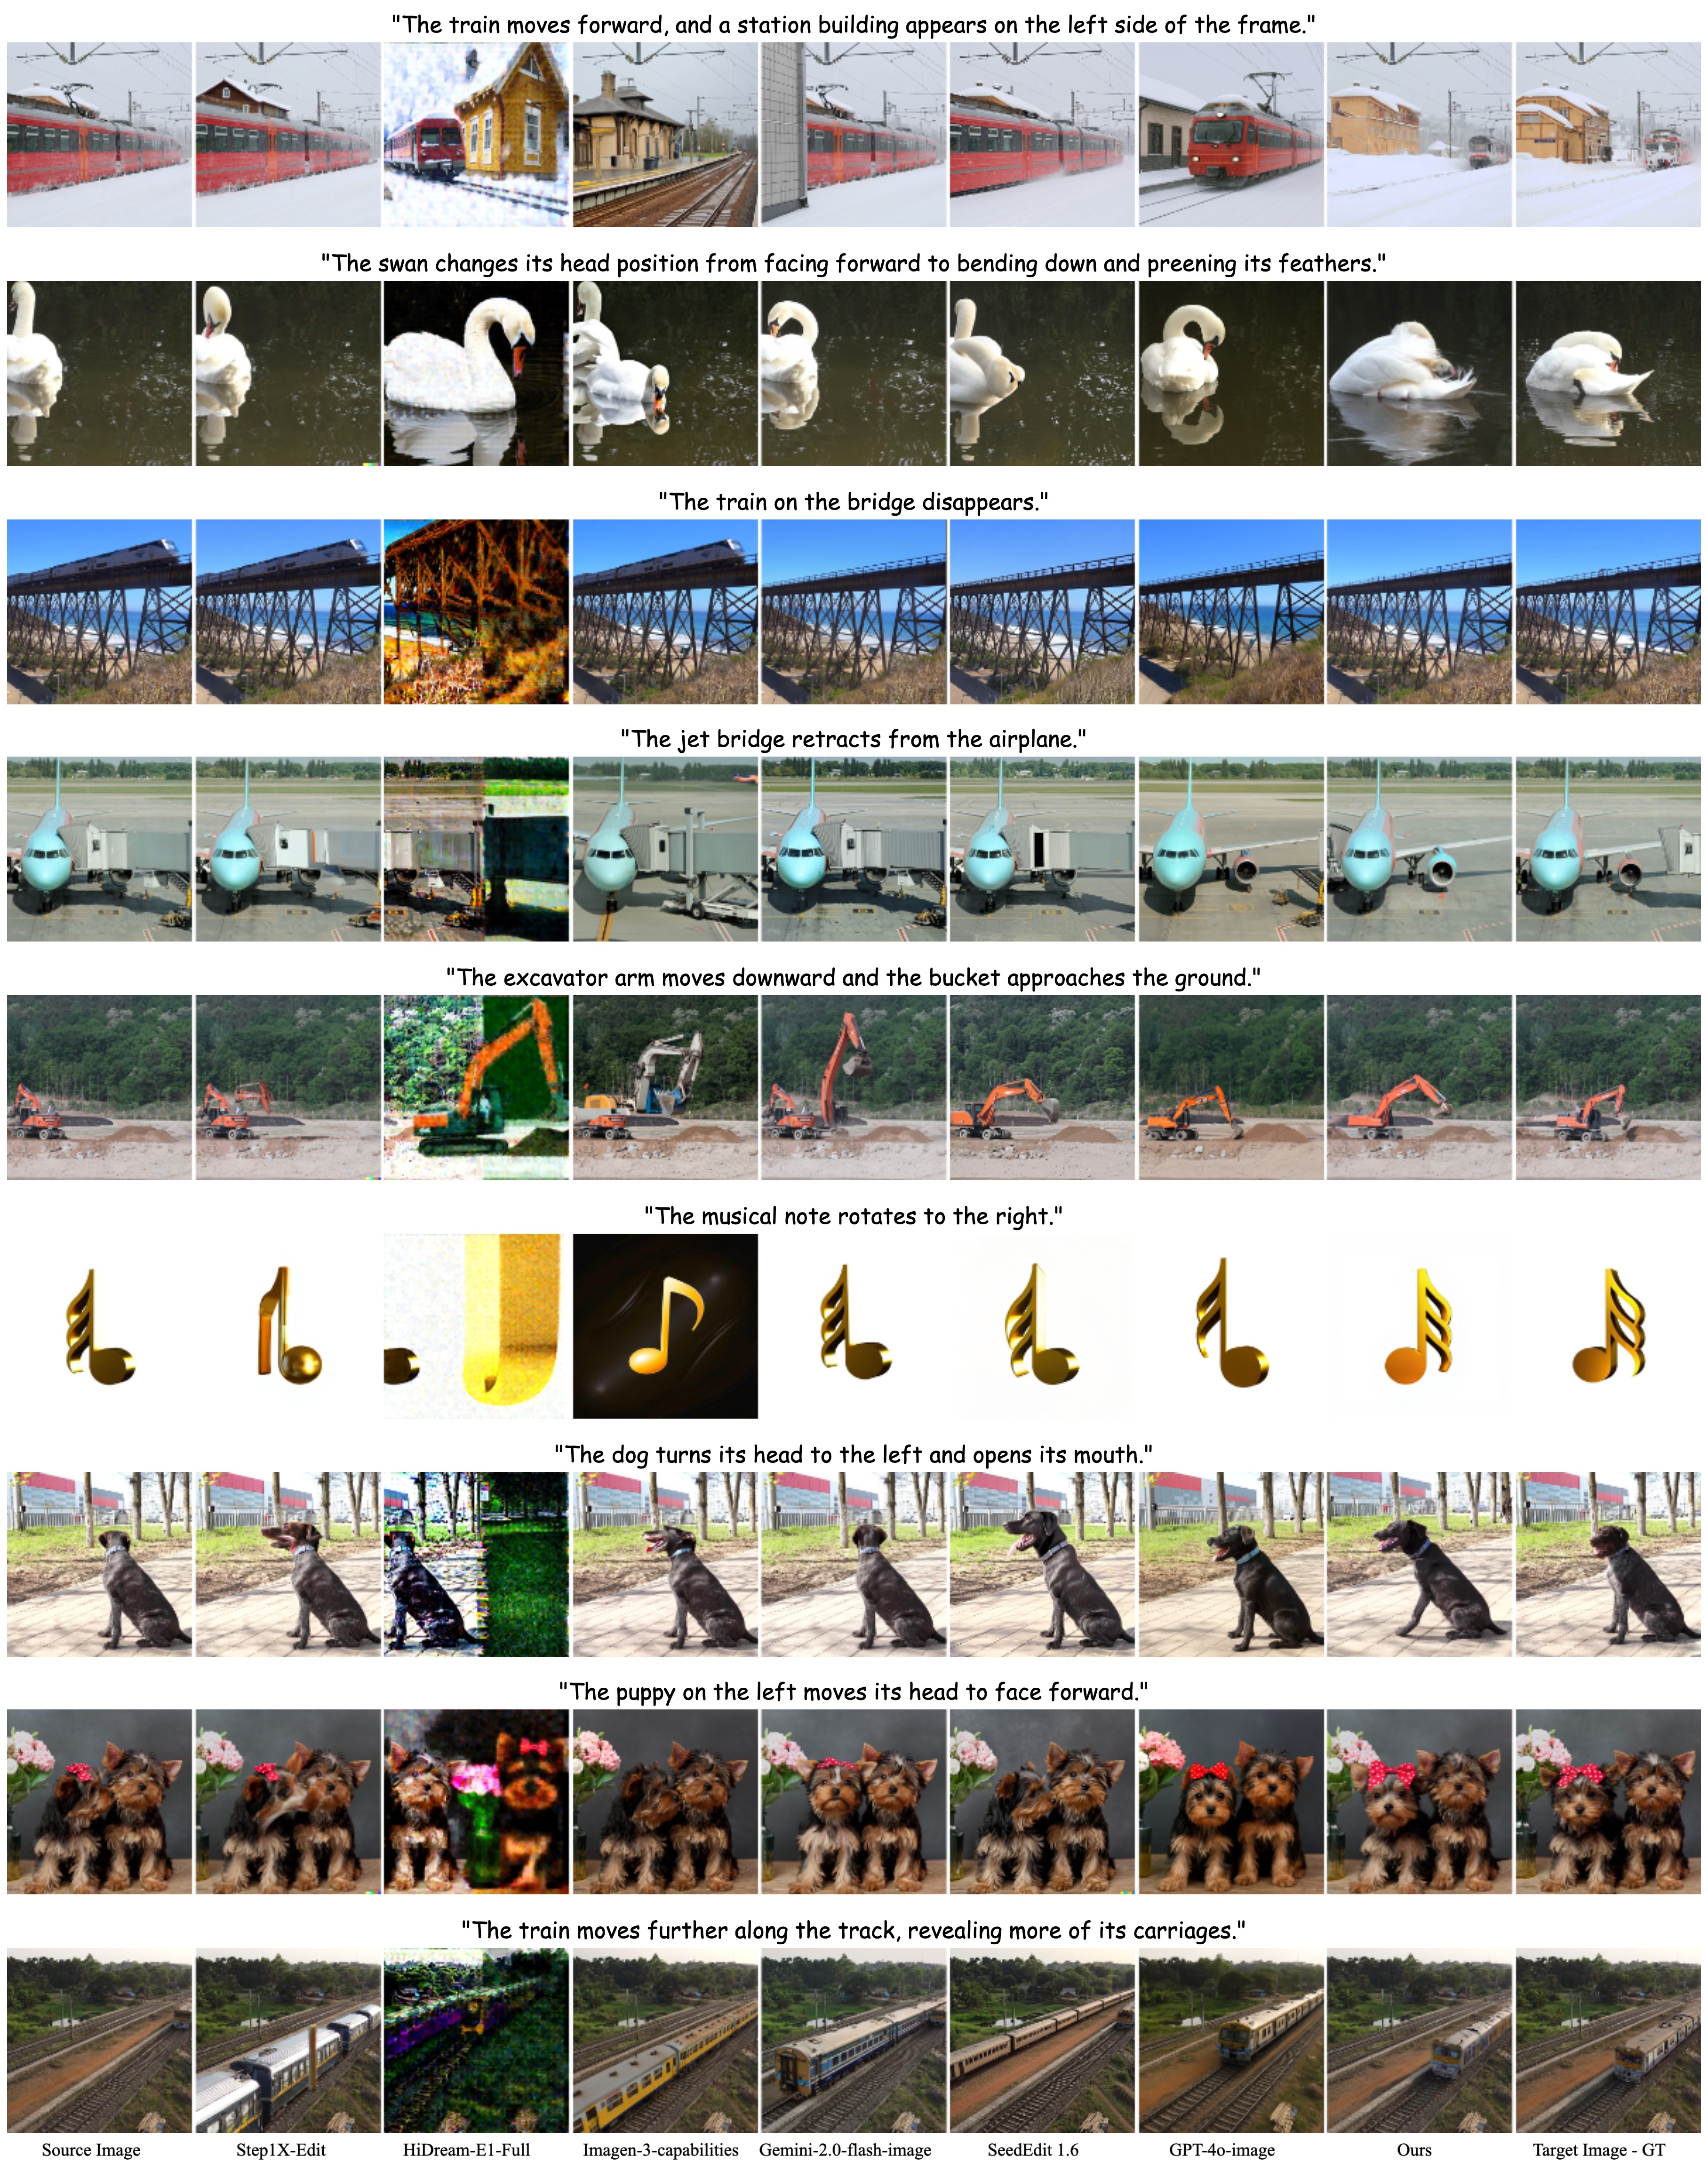 "The train moves forward, and a station building appears on the left side of the frame."
"The swan changes its head position from facing forward to bending down and preening its feathers."
"The train on the bridge disappears."
"The jet bridge retracts from the airplane."
"The excavator arm moves downward and the bucket approaches the ground."
"The musical note rotates to the right."
"The dog turns its head to the left and opens its mouth."
"The puppy on the left moves its head to face forward."
"The train moves further along the track, revealing more of its carriages."
Source Image Step1X-Edit HiDream-E1-Full Imagen-3-capabilities Gemini-2.0-flash-image SeedEdit 1.6 GPT-4o-image Ours Target Image - GT